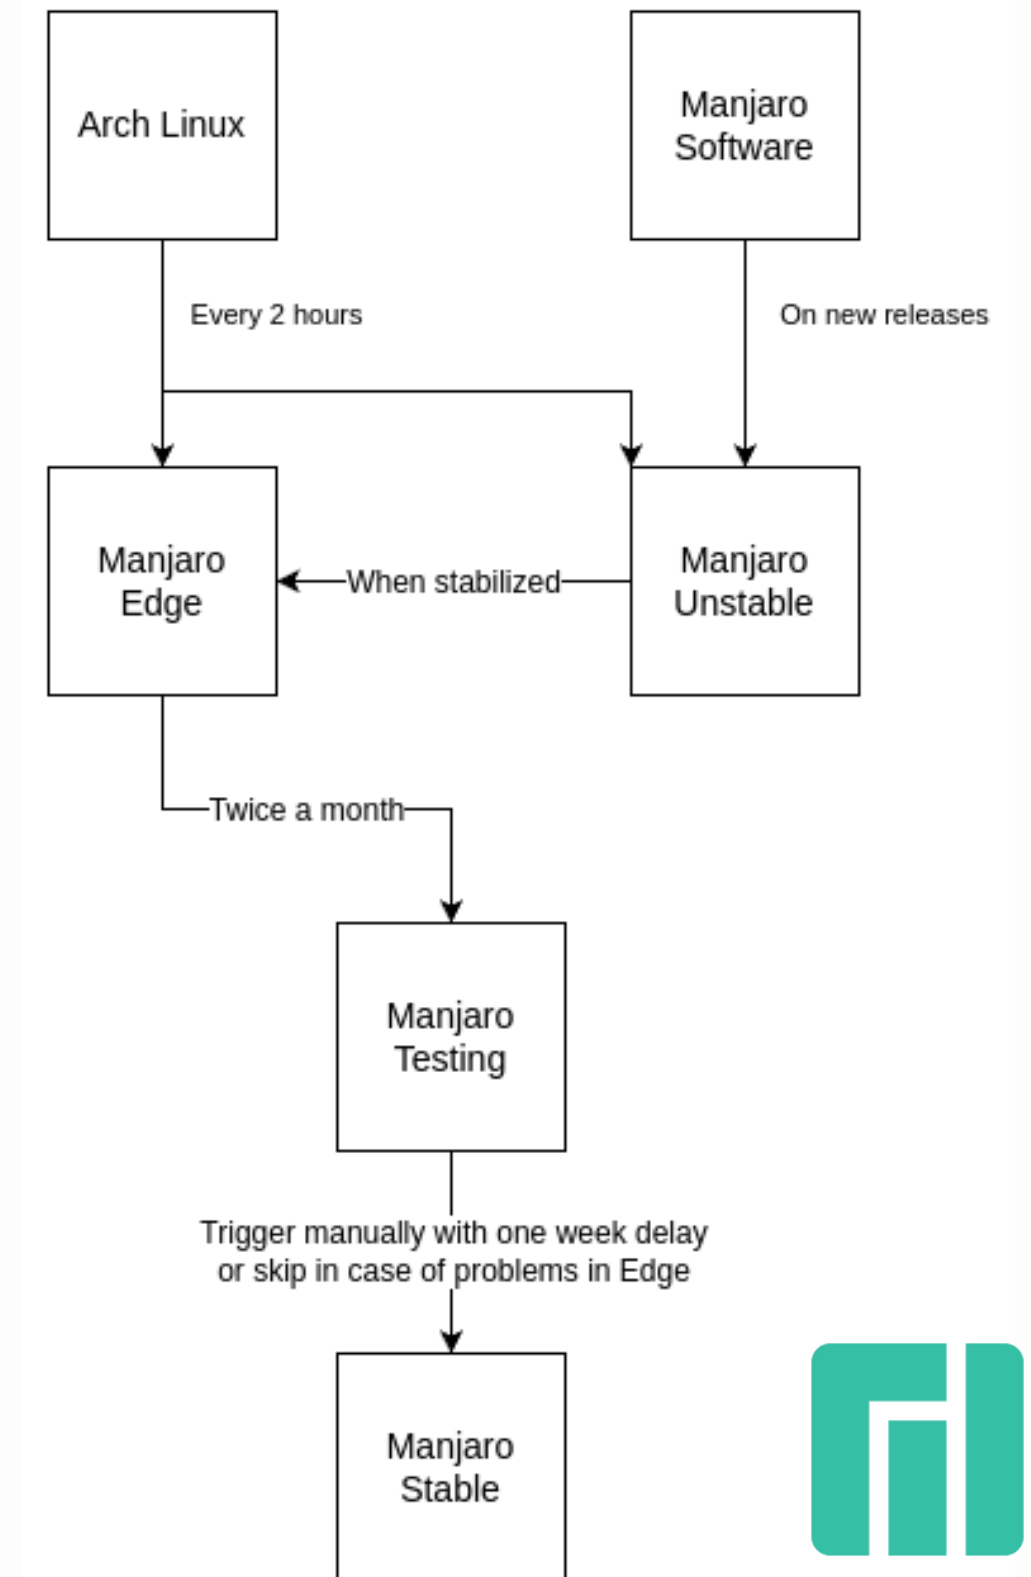 Arch Linux
Manjaro
Software
Every 2 hours
On new releases
Manjaro
Edge
When stabilized
Manjaro
Unstable
Twice a month
Manjaro
Testing
Trigger manually with one week delay
or skip in case of problems in Edge
Manjaro
Stable